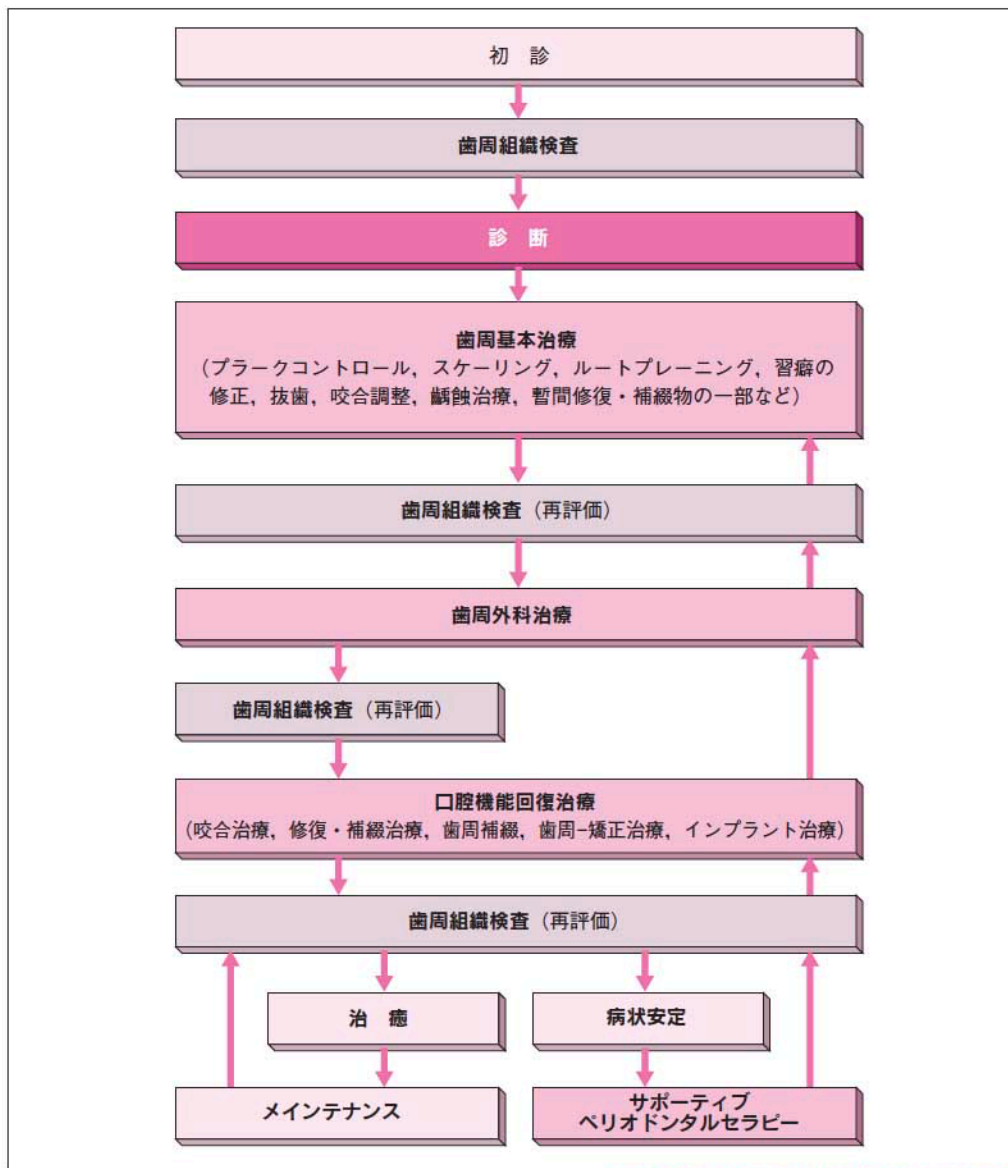 初　診
歯周組織検査
診　断
歯周基本治療
(プラークコントロール，スケーリング，ルートプレーニング，習癖の
修正，抜歯，咬合調整，齲蝕治療，暫間修復・補綴物の一部など)
歯周組織検査（再評価）
歯周外科治療
歯周組織検査（再評価）
口腔機能回復治療
(咬合治療，修復・補綴治療，歯周補綴，歯周−矯正治療，インプラント治療)
歯周組織検査（再評価）
治　癒
病状安定
メインテナンス
サポーティブ
ペリオドンタルセラピー